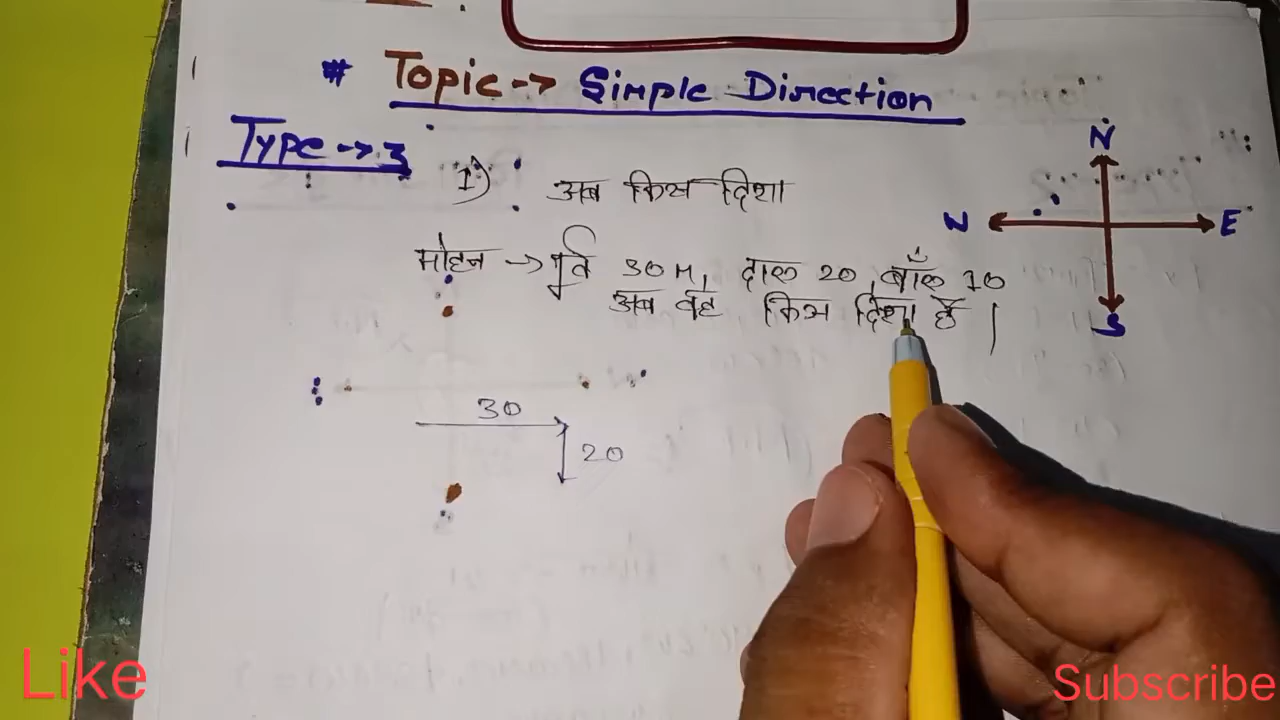 # Topic -> Simple Direction
Type -> 3
1) अब किस दिशा
मोहन -> पूर्व 30 M, दाएं 20, बाँए 10
अब वह किस दिशा है |
N
W E
S
30
20
Like
Subscribe